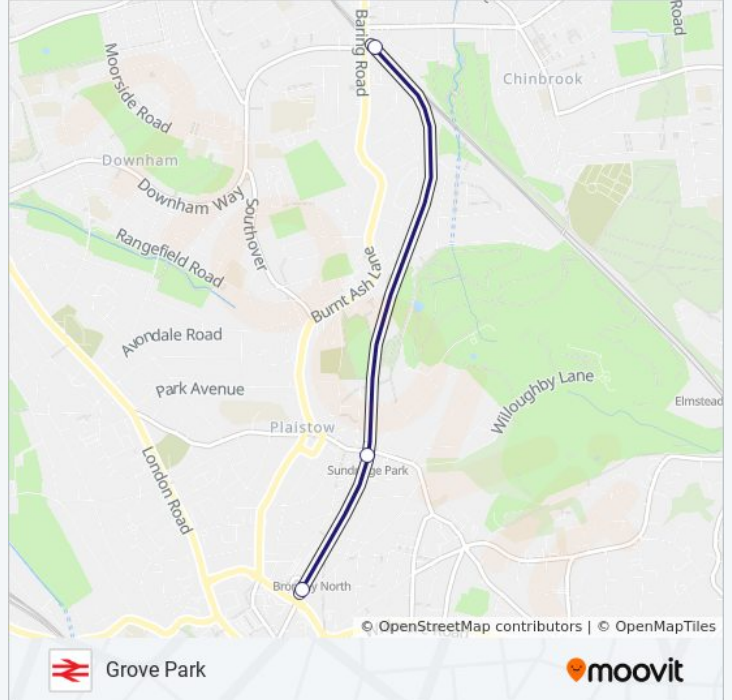 Baring Road
Road
Chinbrook
Moorside Road
Downham
Downham Way
Southover
Rangefield Road
Burnt Ash Lane
Avondale Road
Park Avenue
Willoughby Lane
Elmstead
Plaistow
London Road
Sundridge Park
Bromley North
© OpenStreetMap contributors | © OpenMapTiles
Grove Park
moovit